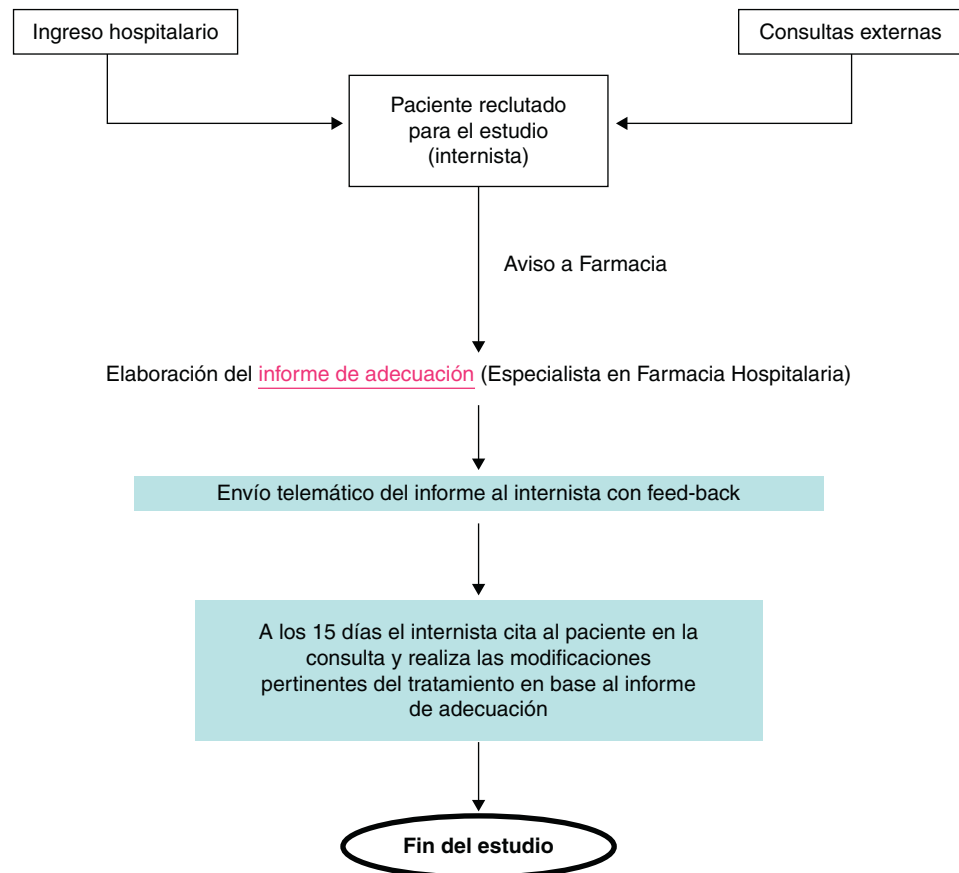 Ingreso hospitalario
Consultas externas
Paciente reclutado
para el estudio
(internista)
Aviso a Farmacia
Elaboración del informe de adecuación (Especialista en Farmacia Hospitalaria)
Envío telemático del informe al internista con feed-back
A los 15 días el internista cita al paciente en la
consulta y realiza las modificaciones
pertinentes del tratamiento en base al informe
de adecuación
Fin del estudio